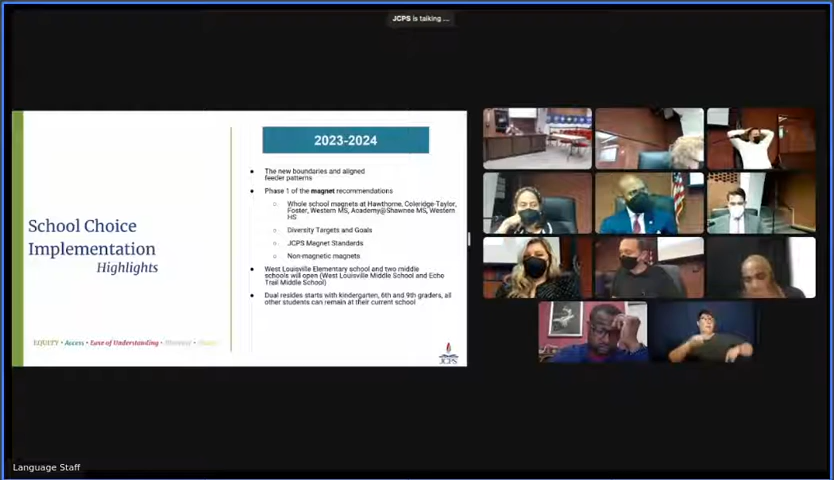 JCPS is talking ...
2023-2024
School Choice
Implementation
Highlights
The new boundaries and aligned
feeder patterns
Phase 1 of the magnet recommendations
Whole school magnets at Hawthorne, Coleridge-Taylor,
Foster, Western MS, Academy@Shawnee MS, Western
HS
Diversity Targets and Goals
JCPS Magnet Standards
Non-magnetic magnets
West Louisville Elementary school and two middle
schools will open (West Louisville Middle School and Echo
Trail Middle School)
Dual resides starts with kindergarten, 6th and 9th graders, all
other students can remain at their current school
EQUITY • Access • Ease of Understanding •
JCPS
Language Staff